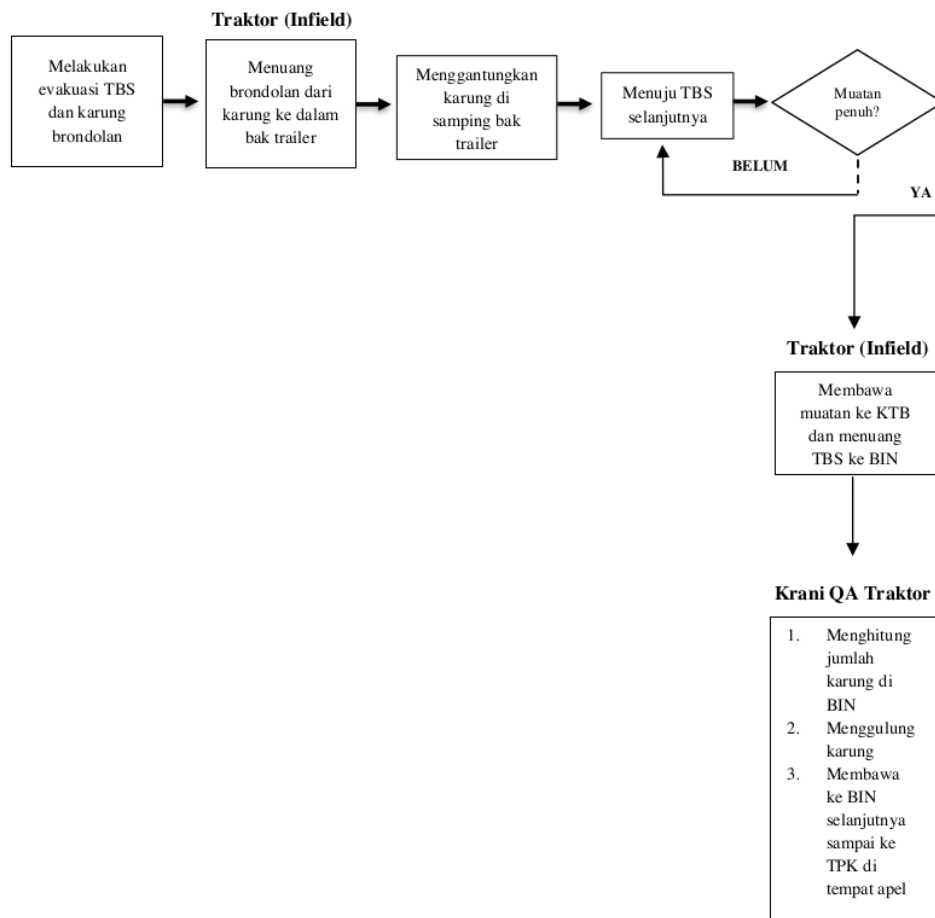 Traktor (Infield)
Melakukan
evakuasi TBS
dan karung
brondolan
Menuang
brondolan dari
karung ke dalam
bak trailer
Menggantungkan
karung di
samping bak
trailer
Menuju TBS
selanjutnya
Muatan
penuh?
BELUM
YA
Traktor (Infield)
Membawa
muatan ke KTB
dan menuang
TBS ke BIN
Krani QA Traktor
1. Menghitung
jumlah
karung di
BIN
2. Menggulung
karung
3. Membawa
ke BIN
selanjutnya
sampai ke
TPK di
tempat apel